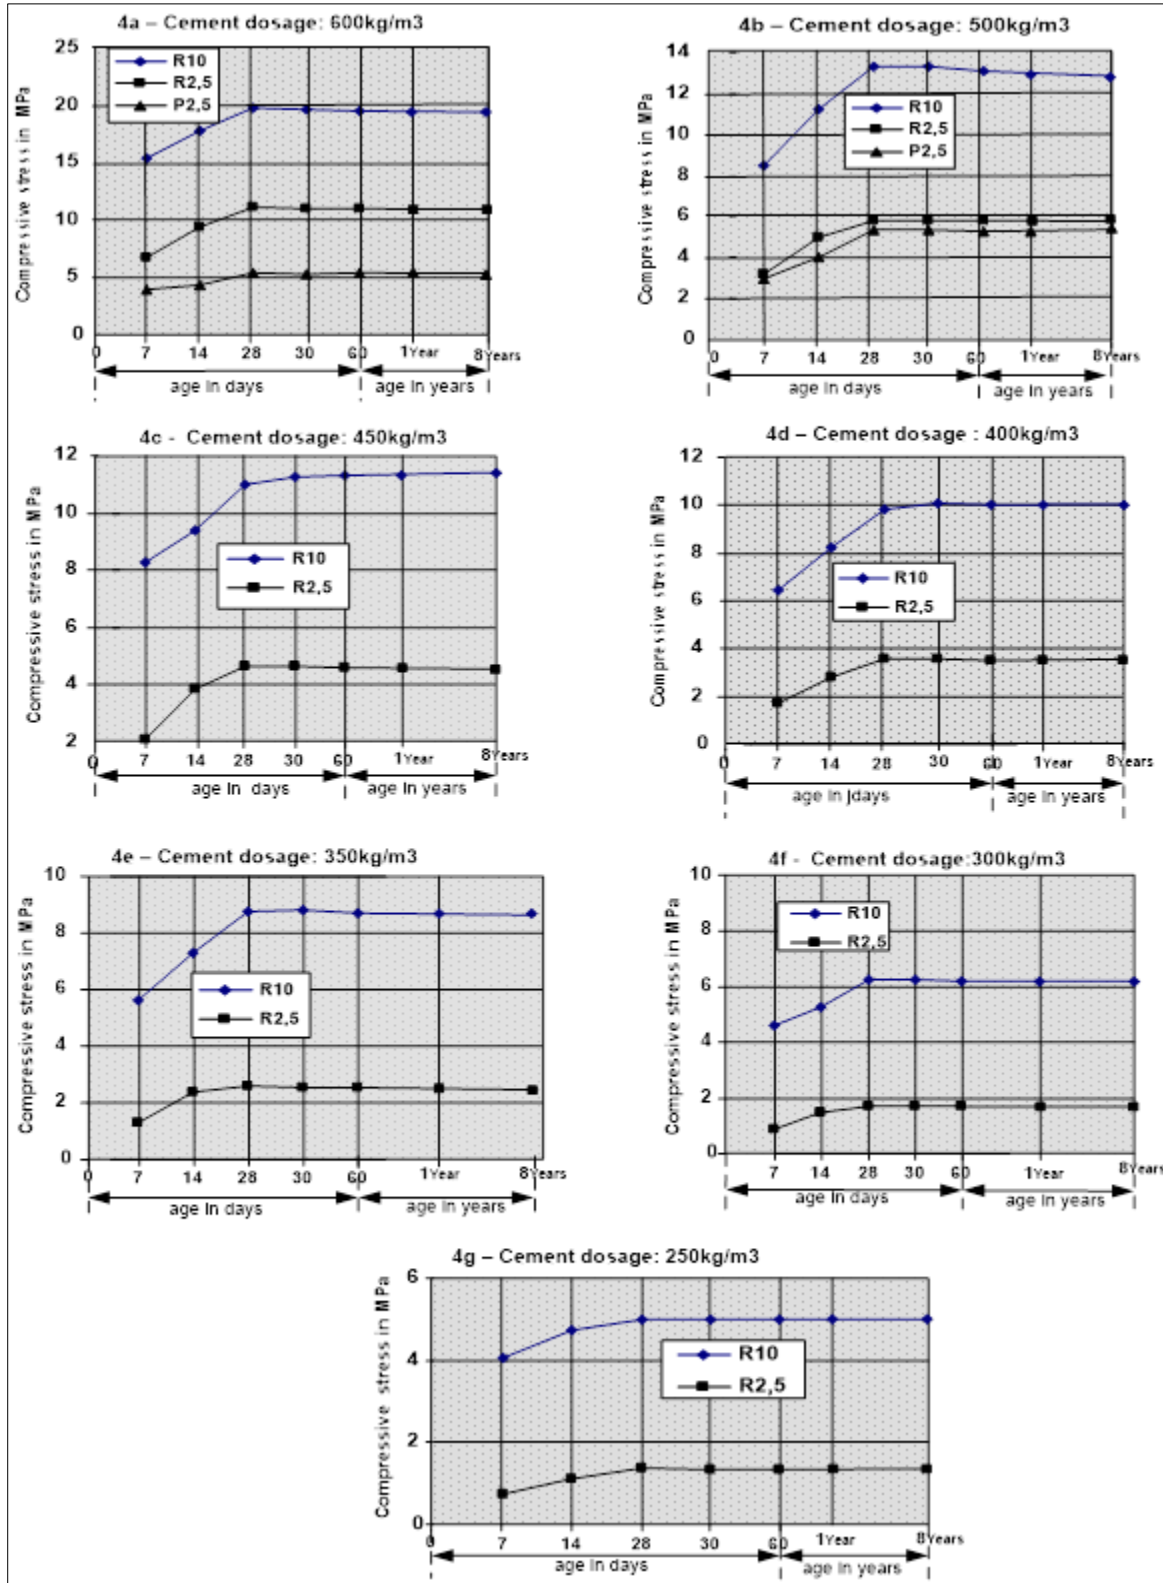 4a – Cement dosage: 600kg/m3
Compressive stress in MPa
25
20
15
10
5
0
R10
R2,5
P2,5
0 7 14 28 30 60 1Year 8Years
age in days age in years
4b – Cement dosage: 500kg/m3
Compressive stress in MPa
14
12
10
8
6
4
2
0
R10
R2,5
P2,5
0 7 14 28 30 60 1Year 8Years
age in days age in years
4c - Cement dosage: 450kg/m3
Compressive stress in MPa
12
10
8
6
4
2
R10
R2,5
0 7 14 28 30 60 1Year 8Years
age in days age in years
4d – Cement dosage : 400kg/m3
Compressive stress in MPa
12
10
8
6
4
2
0
R10
R2,5
0 7 14 28 30 60 1Year 8Years
age in jdays age in years
4e – Cement dosage: 350kg/m3
Compressive stress in MPa
10
8
6
4
2
0
R10
R2,5
0 7 14 28 30 60 1Year 8Years
age in days age in years
4f - Cement dosage:300kg/m3
Compressive stress in MPa
10
8
6
4
2
0
R10
R2,5
0 7 14 28 30 60 1Year 8Years
age in days age in years
4g – Cement dosage: 250kg/m3
Compressive stress in MPa
6
4
2
0
R10
R2,5
0 7 14 28 30 60 1Year 8Years
age in days age in years